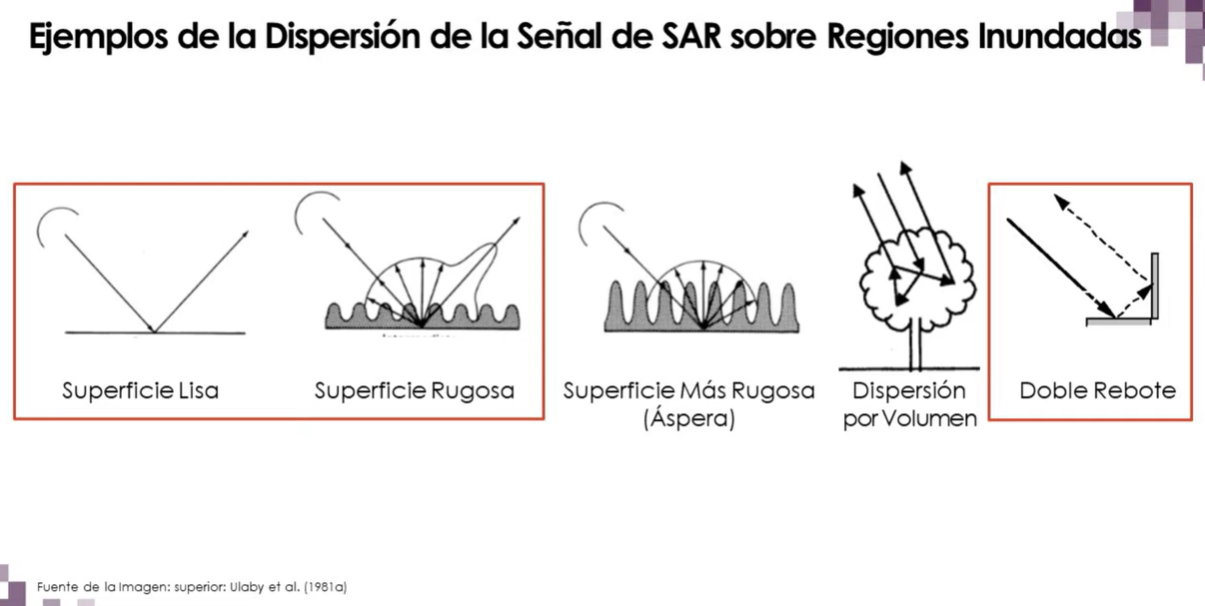 Ejemplos de la Dispersión de la Señal de SAR sobre Regiones Inundadas
Superficie Lisa
Superficie Rugosa
Superficie Más Rugosa
(Áspera)
Dispersión
por Volumen
Doble Rebote
Fuente de la Imagen: superior: Ulaby et al. (1981a)